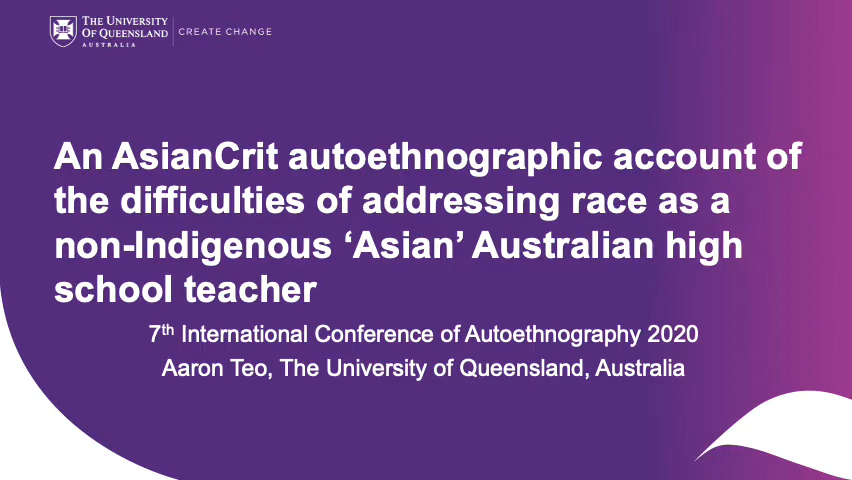 THE UNIVERSITY
OF QUEENSLAND
AUSTRALIA
CREATE CHANGE
An AsianCrit autoethnographic account of
the difficulties of addressing race as a
non-Indigenous ‘Asian’ Australian high
school teacher
7th International Conference of Autoethnography 2020
Aaron Teo, The University of Queensland, Australia